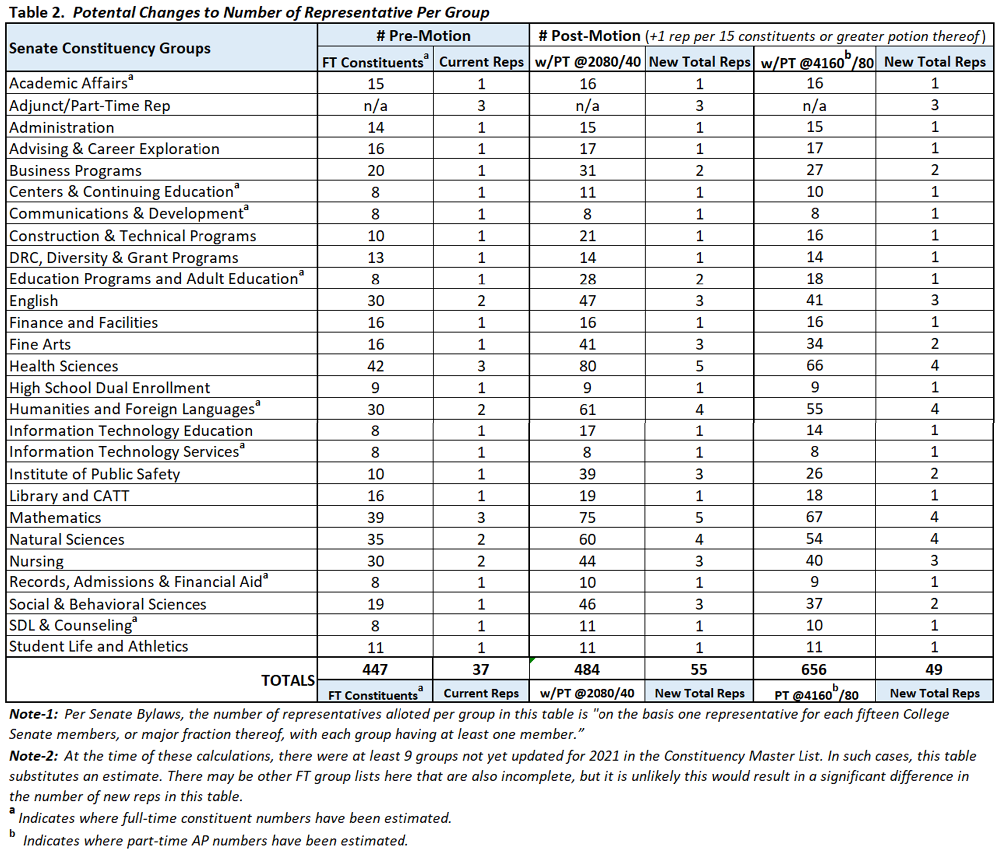 Table 2. Potential Changes to Number of Representative Per Group
Senate Constituency Groups # Pre-Motion # Post-Motion (+1 rep per 15 constituents or greater potion thereof)
FT Constituentsa Current Reps w/PT @2080/40 New Total Reps w/PT @4160b/80 New Total Reps
Academic Affairsa 15 1 16 1 16 1
Adjunct/Part-Time Rep n/a 3 n/a 3 n/a 3
Administration 14 1 15 1 15 1
Advising & Career Exploration 16 1 17 1 17 1
Business Programs 20 1 31 2 27 2
Centers & Continuing Educationa 8 1 11 1 10 1
Communications & Developmenta 8 1 8 1 8 1
Construction & Technical Programs 10 1 21 1 16 1
DRC, Diversity & Grant Programs 13 1 14 1 14 1
Education Programs and Adult Educationa 8 1 28 2 18 1
English 30 2 47 3 41 3
Finance and Facilities 16 1 16 1 16 1
Fine Arts 16 1 41 3 34 2
Health Sciences 42 3 80 5 66 4
High School Dual Enrollment 9 1 9 1 9 1
Humanities and Foreign Languagesa 30 2 61 4 55 4
Information Technology Education 8 1 17 1 14 1
Information Technology Servicesa 8 1 8 1 8 1
Institute of Public Safety 10 1 39 3 26 2
Library and CATT 16 1 19 1 18 1
Mathematics 39 3 75 5 67 4
Natural Sciences 35 2 60 4 54 4
Nursing 30 2 44 3 40 3
Records, Admissions & Financial Aida 8 1 10 1 9 1
Social & Behavioral Sciences 19 1 46 3 37 2
SDL & Counselinga 8 1 11 1 10 1
Student Life and Athletics 11 1 11 1 11 1
TOTALS 447 37 484 55 656 49
FT Constituentsa Current Reps w/PT @2080/40 New Total Reps PT @4160b/80 New Total Reps
Note-1: Per Senate Bylaws, the number of representatives alloted per group in this table is "on the basis one representative for each fifteen College
Senate members, or major fraction thereof, with each group having at least one member.”
Note-2: At the time of these calculations, there were at least 9 groups not yet updated for 2021 in the Constituency Master List. In such cases, this table
substitutes an estimate. There may be other FT group lists here that are also incomplete, but it is unlikely this would result in a significant difference in
the number of new reps in this table.
a Indicates where full-time constituent numbers have been estimated.
b Indicates where part-time AP numbers have been estimated.